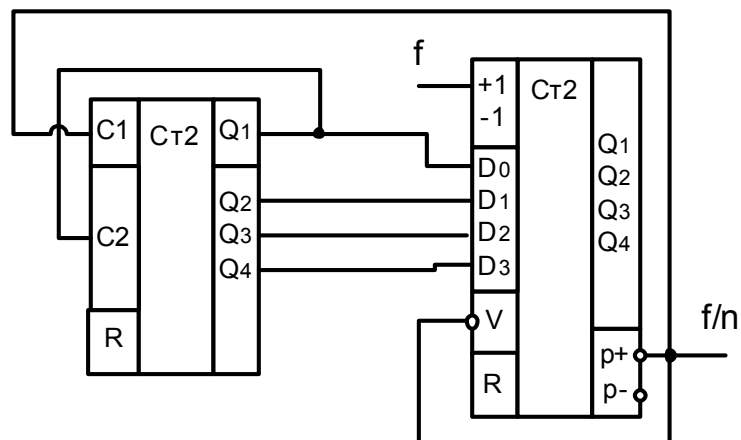 f
C1 Cт2 Q1
C2
Q2
Q3
Q4
R
+1 Cт2
-1
Q1
Q2
Q3
Q4
D0
D1
D2
D3
V
R
p+
p-
f/n